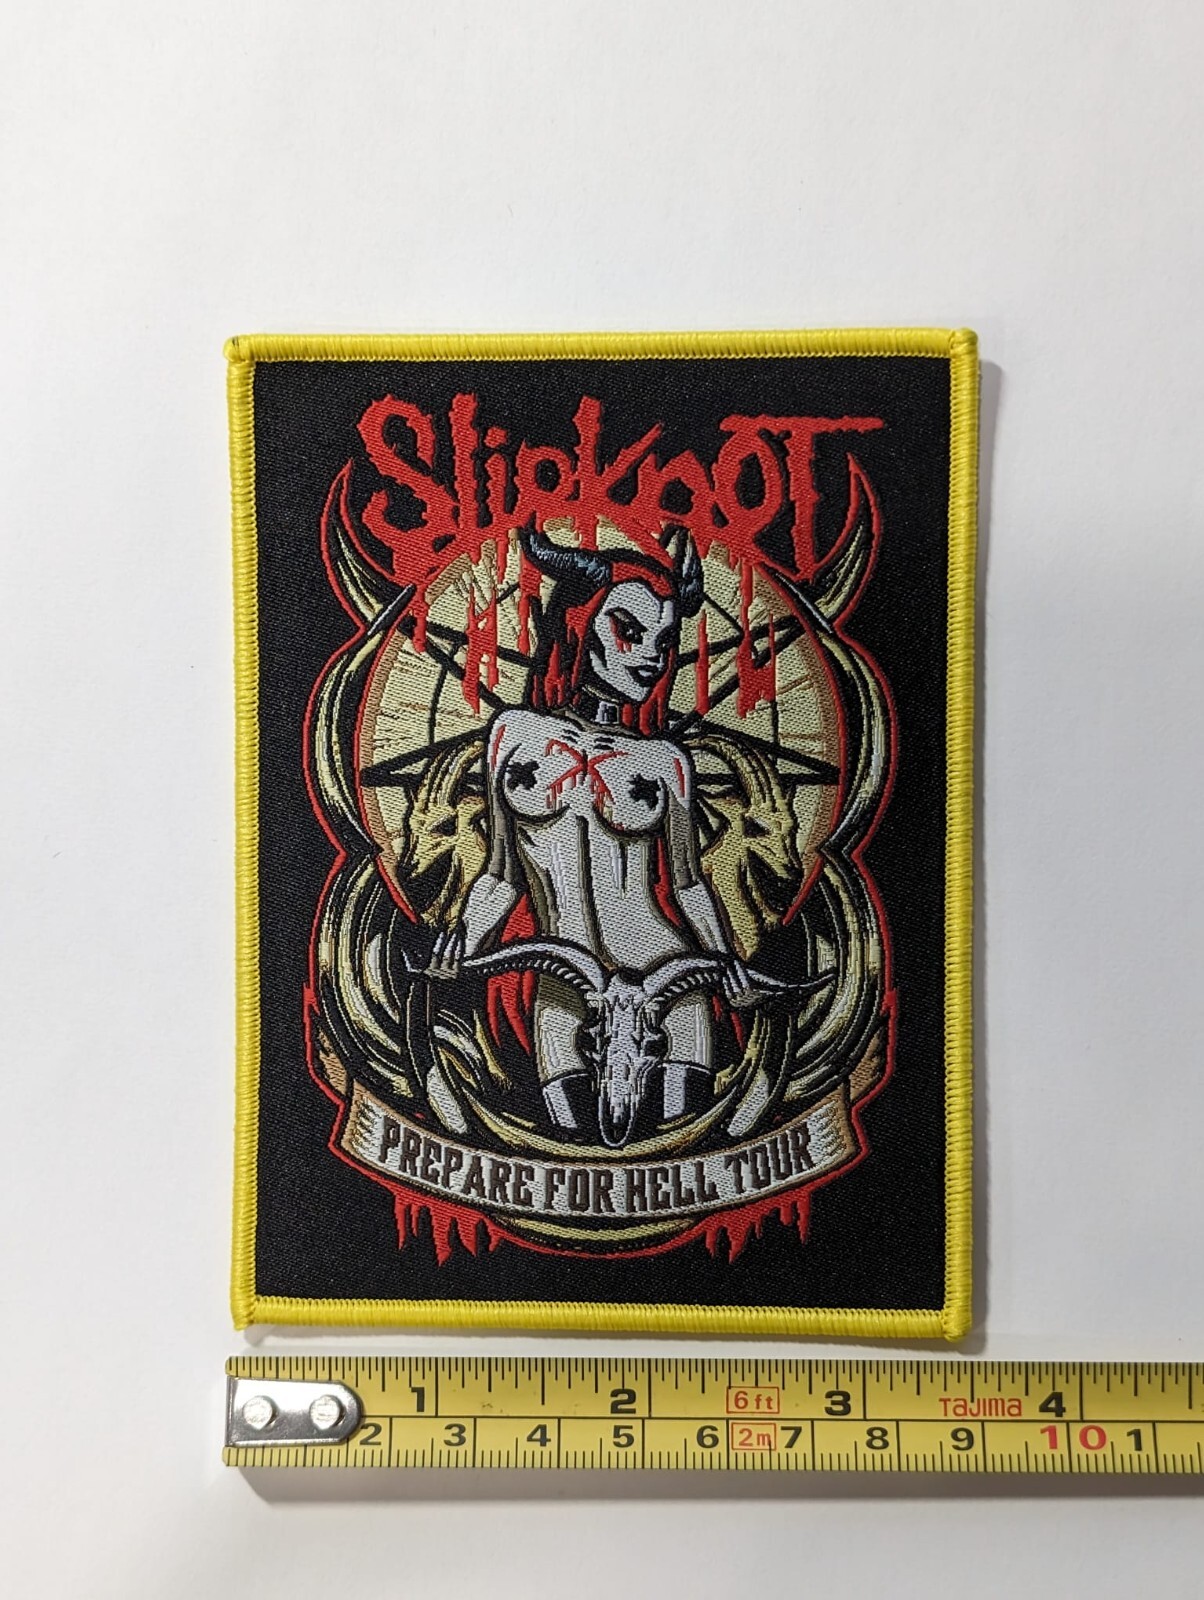 SlipknoT
PREPARE FOR HELL TOUR
1 2 6ft 3 TAJIMA 4
2 3 4 5 6 2m 7 8 9 10 1